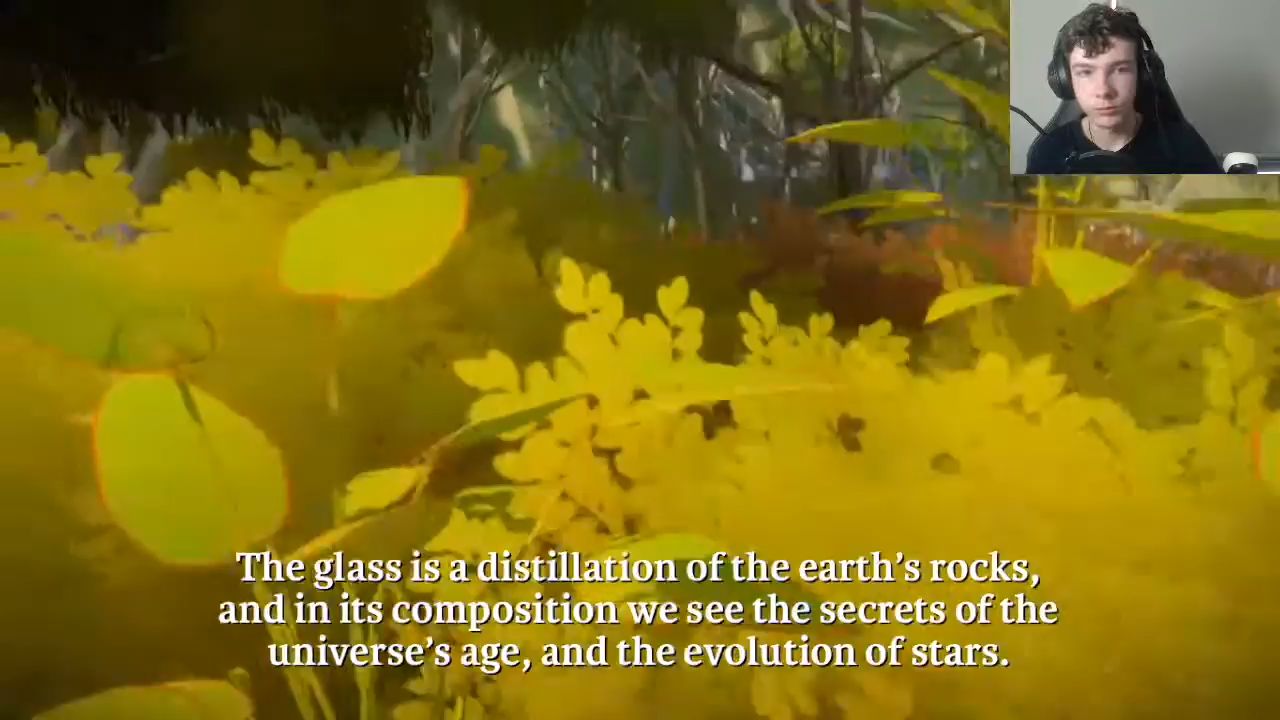 The glass is a distillation of the earth’s rocks,
and in its composition we see the secrets of the
universe’s age, and the evolution of stars.